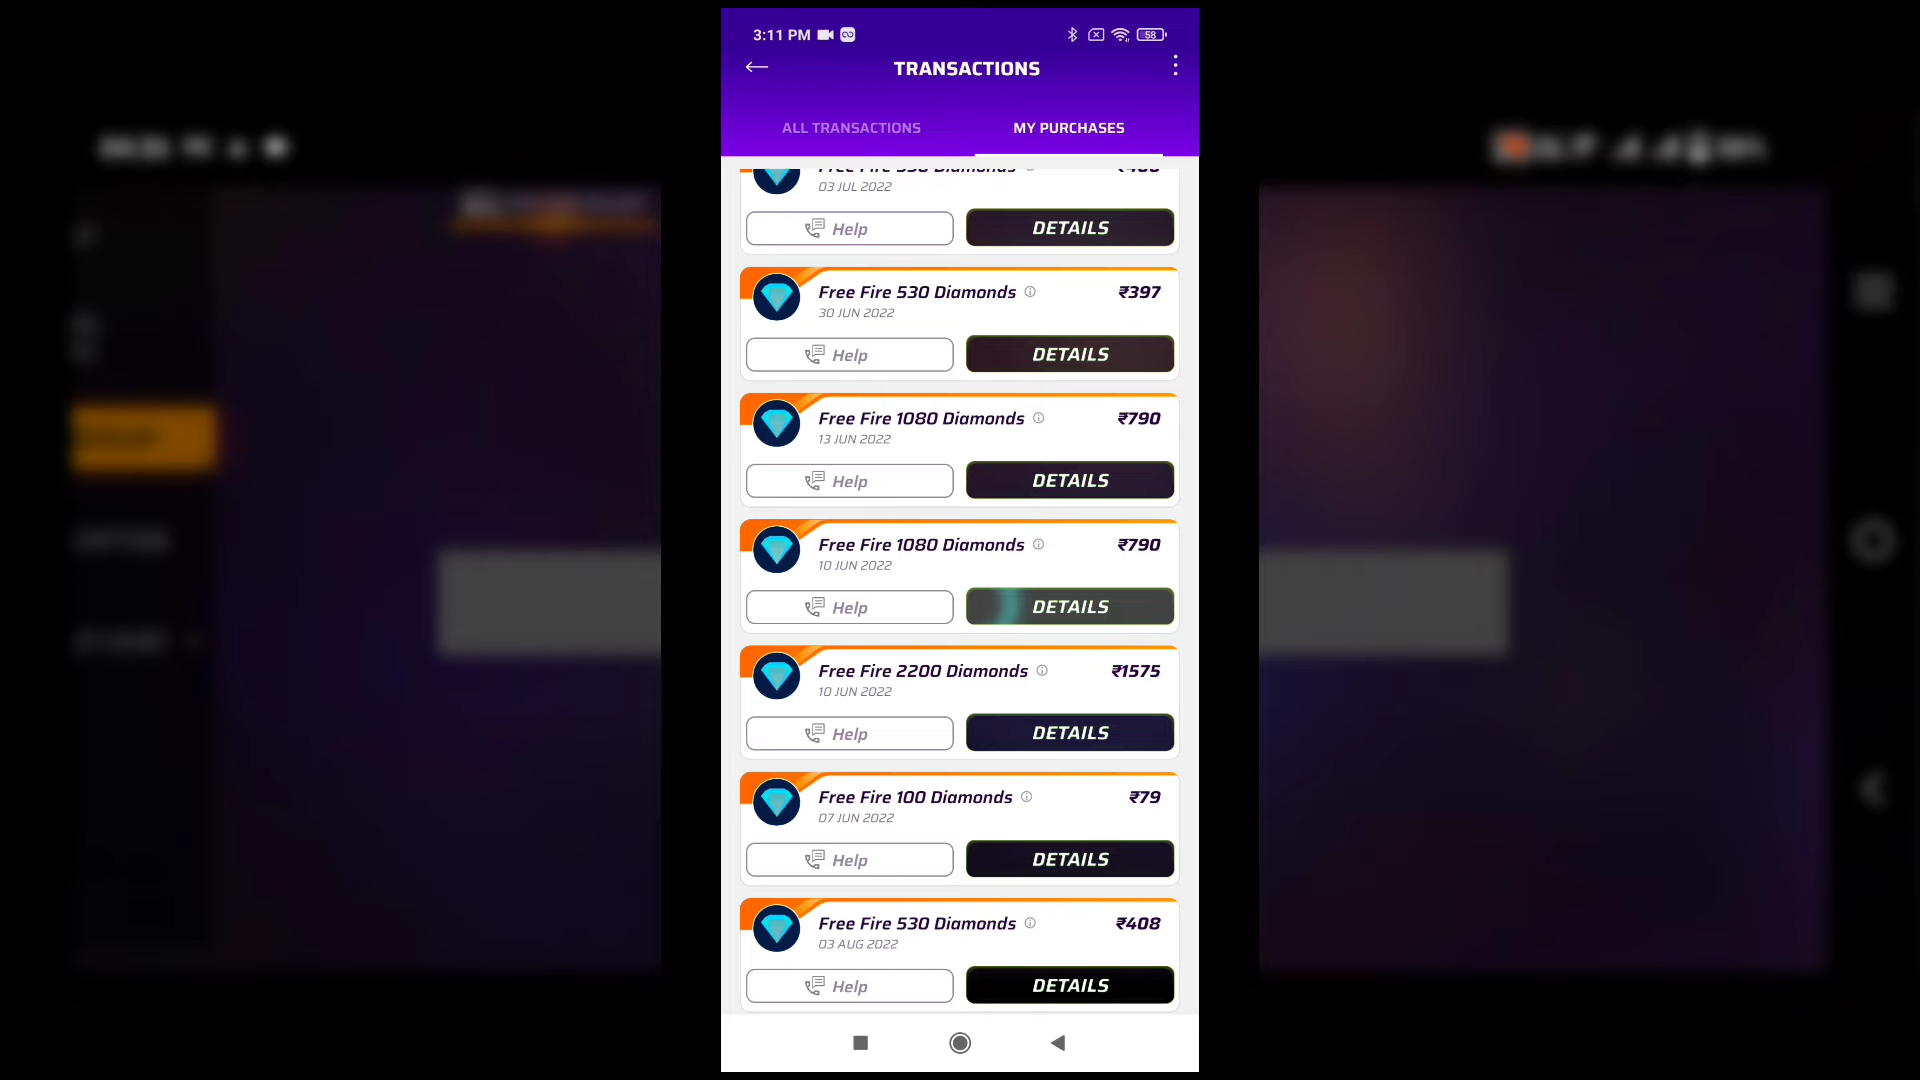 3:11 PM
58
TRANSACTIONS
ALL TRANSACTIONS
MY PURCHASES
03 JUL 2022
Help
DETAILS
Free Fire 530 Diamonds
₹397
30 JUN 2022
Help
DETAILS
Free Fire 1080 Diamonds
₹790
13 JUN 2022
Help
DETAILS
Free Fire 1080 Diamonds
₹790
10 JUN 2022
Help
DETAILS
Free Fire 2200 Diamonds
₹1575
10 JUN 2022
Help
DETAILS
Free Fire 100 Diamonds
₹79
07 JUN 2022
Help
DETAILS
Free Fire 530 Diamonds
₹408
03 AUG 2022
Help
DETAILS